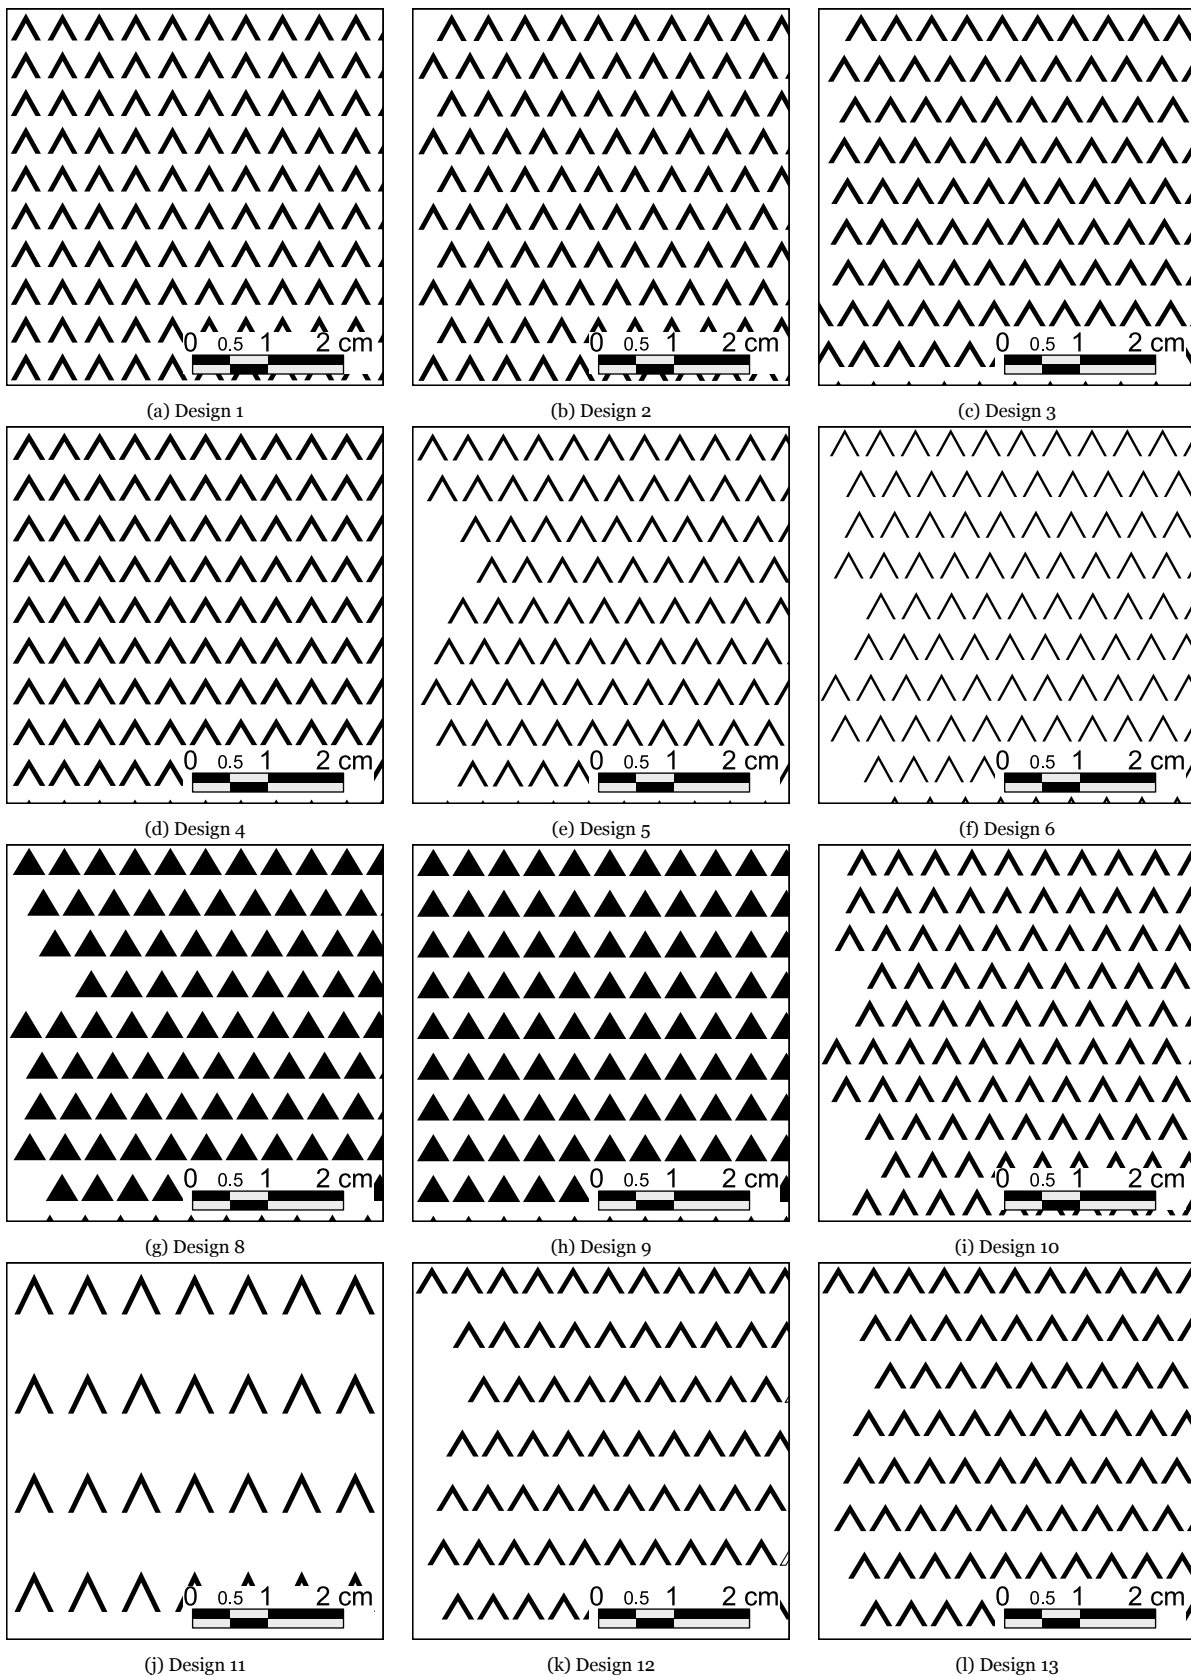 0 0.5 1 2 cm
0 0.5 1 2 cm
0 0.5 1 2 cm
(a) Design 1
(b) Design 2
(c) Design 3
0 0.5 1 2 cm
0 0.5 1 2 cm
0 0.5 1 2 cm
(d) Design 4
(e) Design 5
(f) Design 6
0 0.5 1 2 cm
0 0.5 1 2 cm
0 0.5 1 2 cm
(g) Design 8
(h) Design 9
(i) Design 10
0 0.5 1 2 cm
0 0.5 1 2 cm
0 0.5 1 2 cm
(j) Design 11
(k) Design 12
(l) Design 13